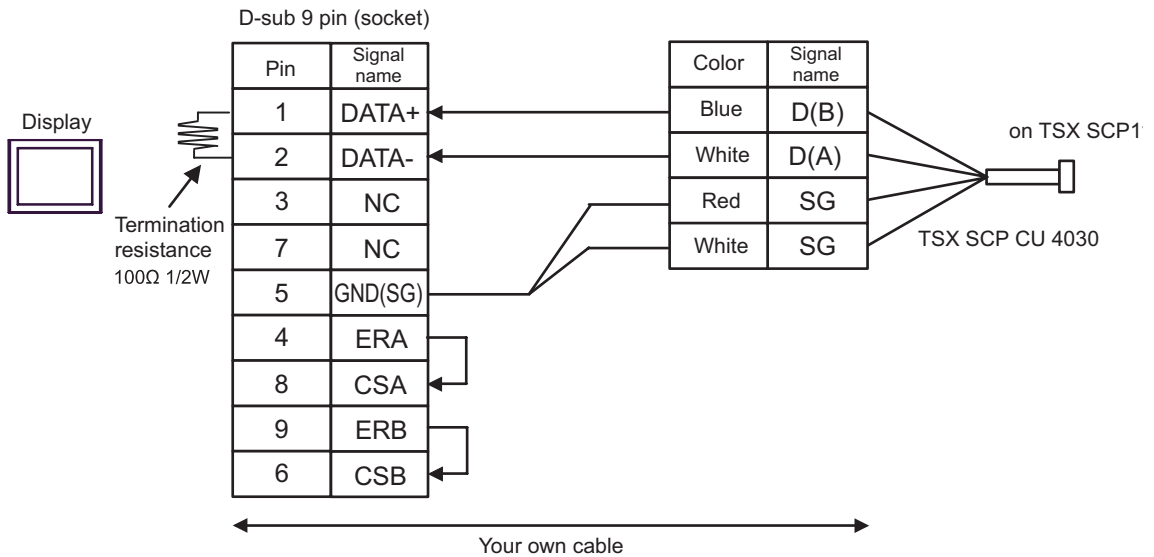 D-sub 9 pin (socket)
Display
Termination
resistance
100Ω 1/2W
Pin Signal name
1 DATA+
2 DATA-
3 NC
7 NC
5 GND(SG)
4 ERA
8 CSA
9 ERB
6 CSB
Color Signal name
Blue D(B)
White D(A)
Red SG
White SG
on TSX SCP1
TSX SCP CU 4030
Your own cable